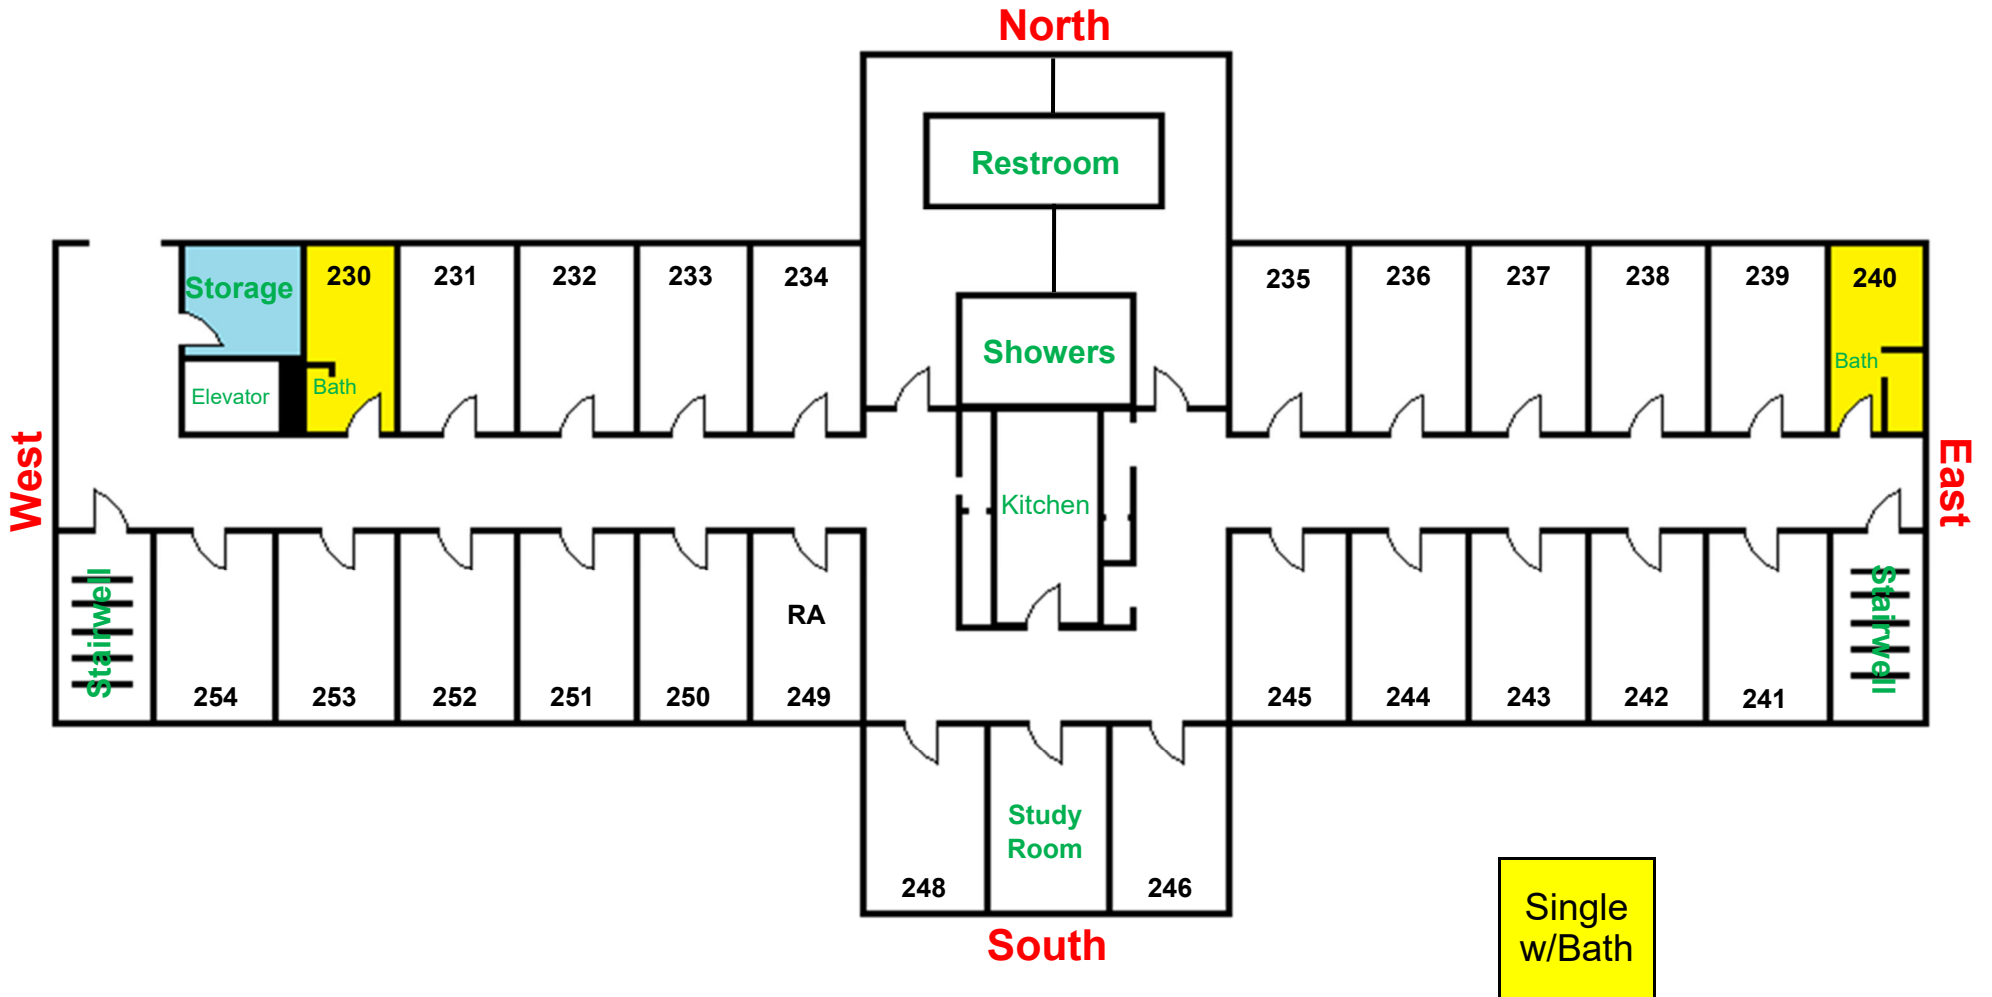 North
Restroom
Storage
230
231
232
233
234
235
236
237
238
239
240
Showers
Elevator
Bath
Bath
West
Kitchen
East
Stairwell
RA
Stairwell
254
253
252
251
250
249
245
244
243
242
241
Study
Room
248
246
South
Single
w/Bath